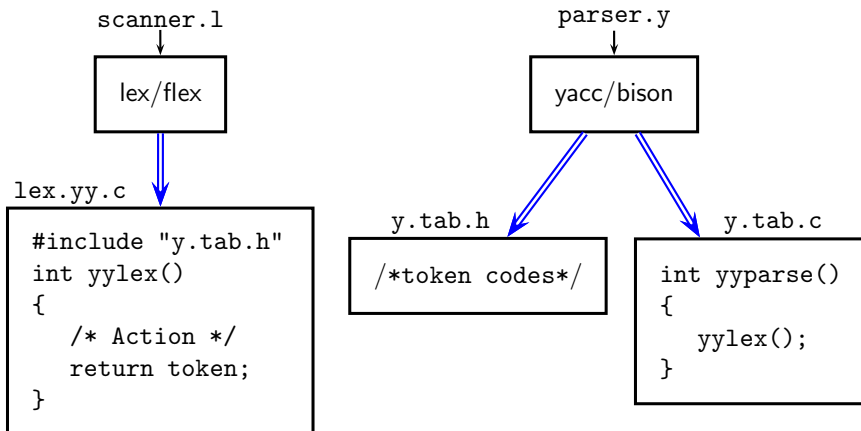 scanner.l
lex/flex
lex.yy.c
#include "y.tab.h"
int yylex()
{
/* Action */
return token;
}
parser.y
yacc/bison
y.tab.h
/*token codes*/
y.tab.c
int yyparse()
{
yylex();
}